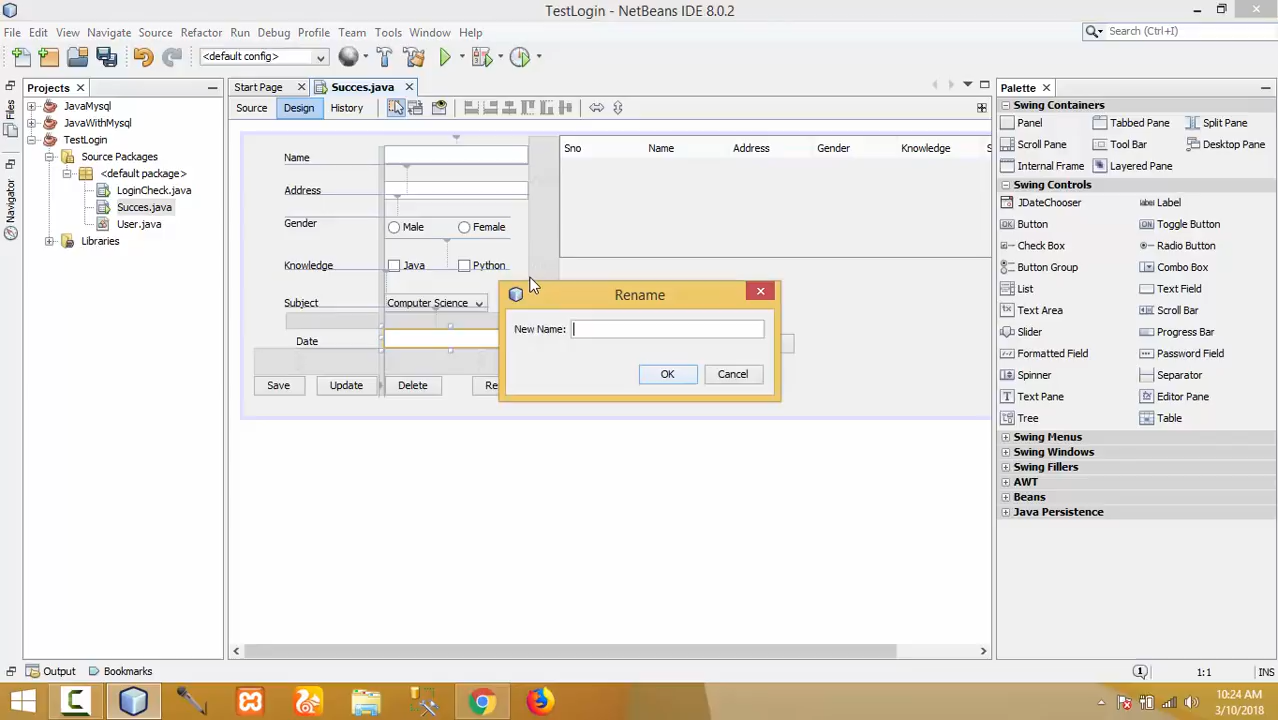 TestLogin - NetBeans IDE 8.0.2
File Edit View Navigate Source Refactor Run Debug Profile Team Tools Window Help
Search (Ctrl+I)
<default config>
Projects
Start Page
Succes.java
Palette
Source Design History
Files
Navigator
JavaMysql
JavaWithMysql
TestLogin
Source Packages
<default package>
LoginCheck.java
Succes.java
User.java
Libraries
Name
Address
Gender
Male
Female
Knowledge
Java
Python
Subject
Computer Science
Date
Save
Update
Delete
Re
Sno Name Address Gender Knowledge S
Rename
New Name:
OK
Cancel
Swing Containers
Panel Tabbed Pane Split Pane
Scroll Pane Tool Bar Desktop Pane
Internal Frame Layered Pane
Swing Controls
JDateChooser Label
Button Toggle Button
Check Box Radio Button
Button Group Combo Box
List Text Field
Text Area Scroll Bar
Slider Progress Bar
Formatted Field Password Field
Spinner Separator
Text Pane Editor Pane
Tree Table
Swing Menus
Swing Windows
Swing Fillers
AWT
Beans
Java Persistence
Output Bookmarks
1
1:1 INS
10:24 AM
3/10/2018